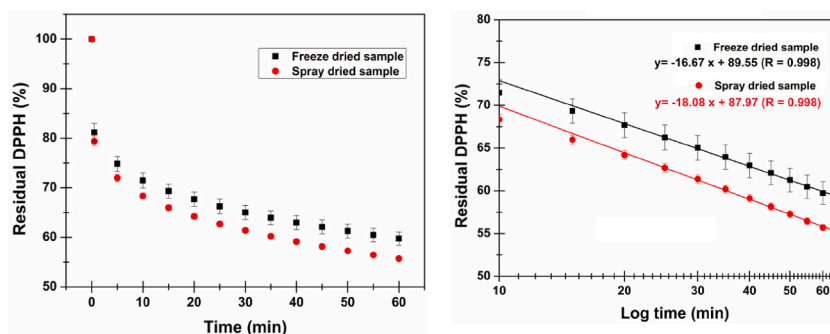 100
90
80
70
60
50
Residual DPPH (%)
Freeze dried sample
Spray dried sample
0
10
20
30
40
50
60
Time (min)
80
75
70
65
60
55
50
Residual DPPH (%)
Freeze dried sample
y= -16.67 x + 89.55 (R = 0.998)
Spray dried sample
y= -18.08 x + 87.97 (R = 0.998)
10
20
30
40
50
60
Log time (min)